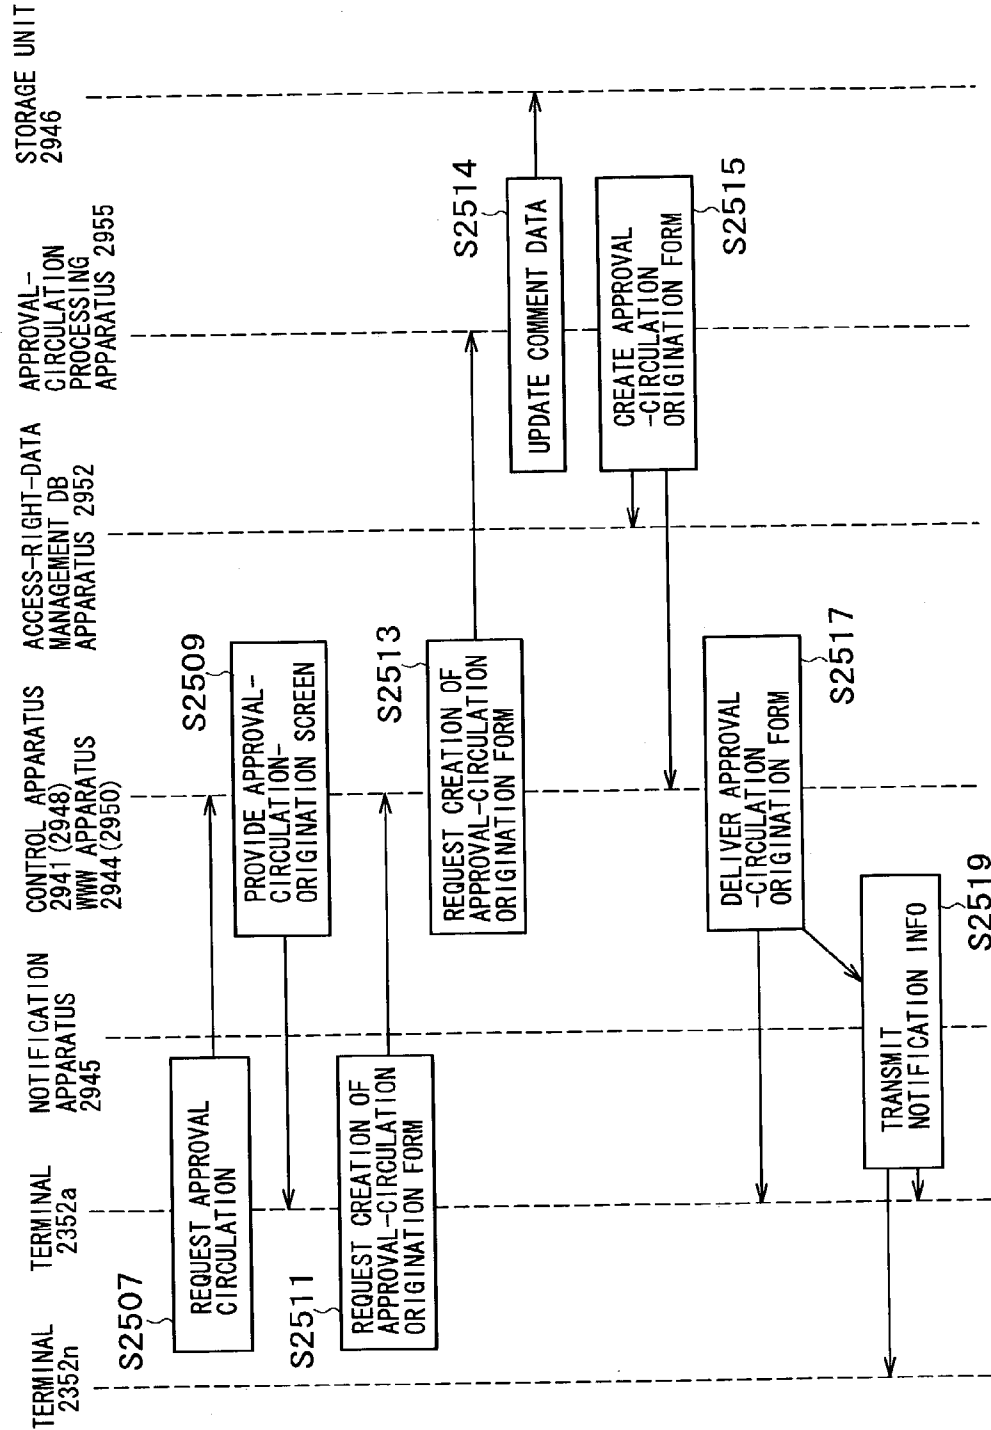 TERMINAL
2352n
TERMINAL
2352a
NOTIFICATION
APPARATUS
2945
CONTROL APPARATUS
2941(2948)
WWW APPARATUS
2944(2950)
ACCESS-RIGHT-DATA
MANAGEMENT DB
APPARATUS 2952
APPROVAL-
CIRCULATION
PROCESSING
APPARATUS 2955
STORAGE UNIT
2946
S2507
REQUEST APPROVAL
CIRCULATION
S2509
PROVIDE APPROVAL-
CIRCULATION-
ORIGINATION SCREEN
S2511
REQUEST CREATION OF
APPROVAL-CIRCULATION
ORIGINATION FORM
S2513
REQUEST CREATION OF
APPROVAL-CIRCULATION
ORIGINATION FORM
S2514
UPDATE COMMENT DATA
CREATE APPROVAL
-CIRCULATION
ORIGINATION FORM
S2515
DELIVER APPROVAL
-CIRCULATION
ORIGINATION FORM
S2517
TRANSMIT
NOTIFICATION INFO
S2519